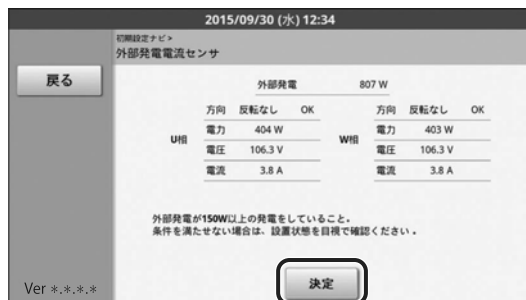 2015/09/30 (水) 12:34
初期設定ナビ>
外部発電電流センサ
戻る
外部発電 807 W
方向 反転なし OK 方向 反転なし OK
U相 電力 404 W W相 電力 403 W
電圧 106.3 V 電圧 106.3 V
電流 3.8 A 電流 3.8 A
外部発電が150W以上の発電をしていること。
条件を満たせない場合は、設置状態を目視で確認ください。
決定
Ver *.*.*.*